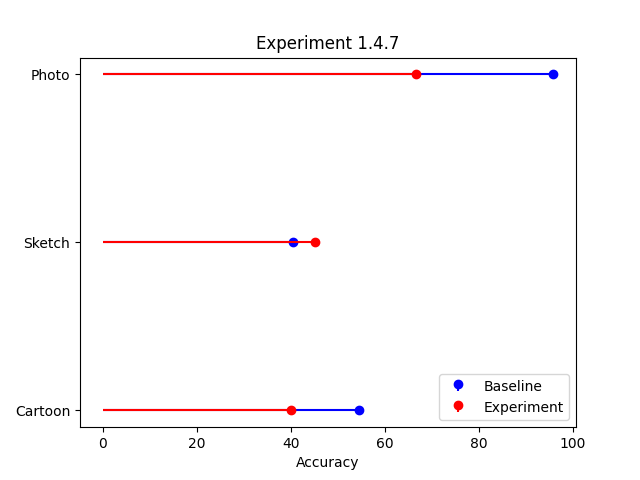 Experiment 1.4.7
Photo
Sketch
Cartoon
Baseline
Experiment
0 20 40 60 80 100
Accuracy